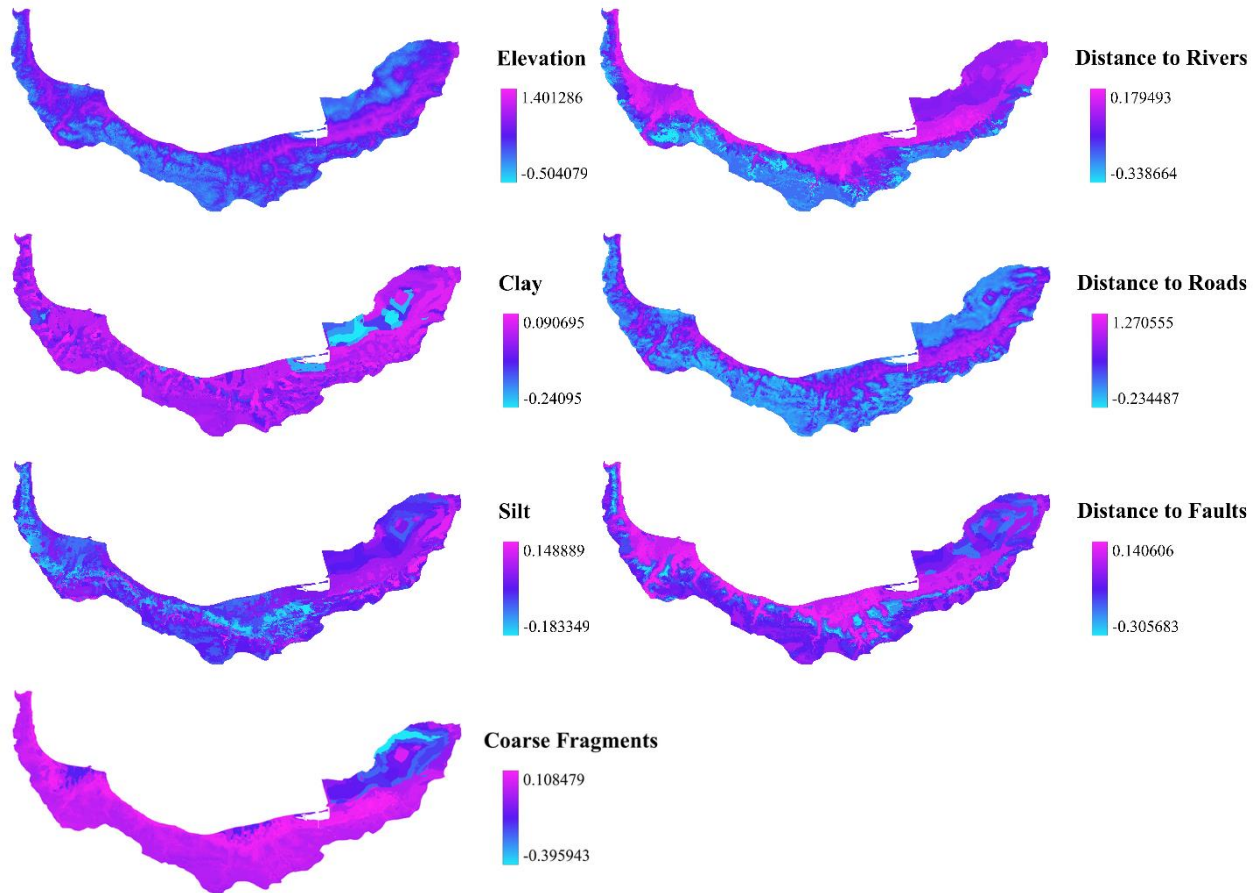 Elevation
1.401286
-0.504079
Distance to Rivers
0.179493
-0.338664
Clay
0.090695
-0.24095
Distance to Roads
1.270555
-0.234487
Silt
0.148889
-0.183349
Distance to Faults
0.140606
-0.305683
Coarse Fragments
0.108479
-0.395943